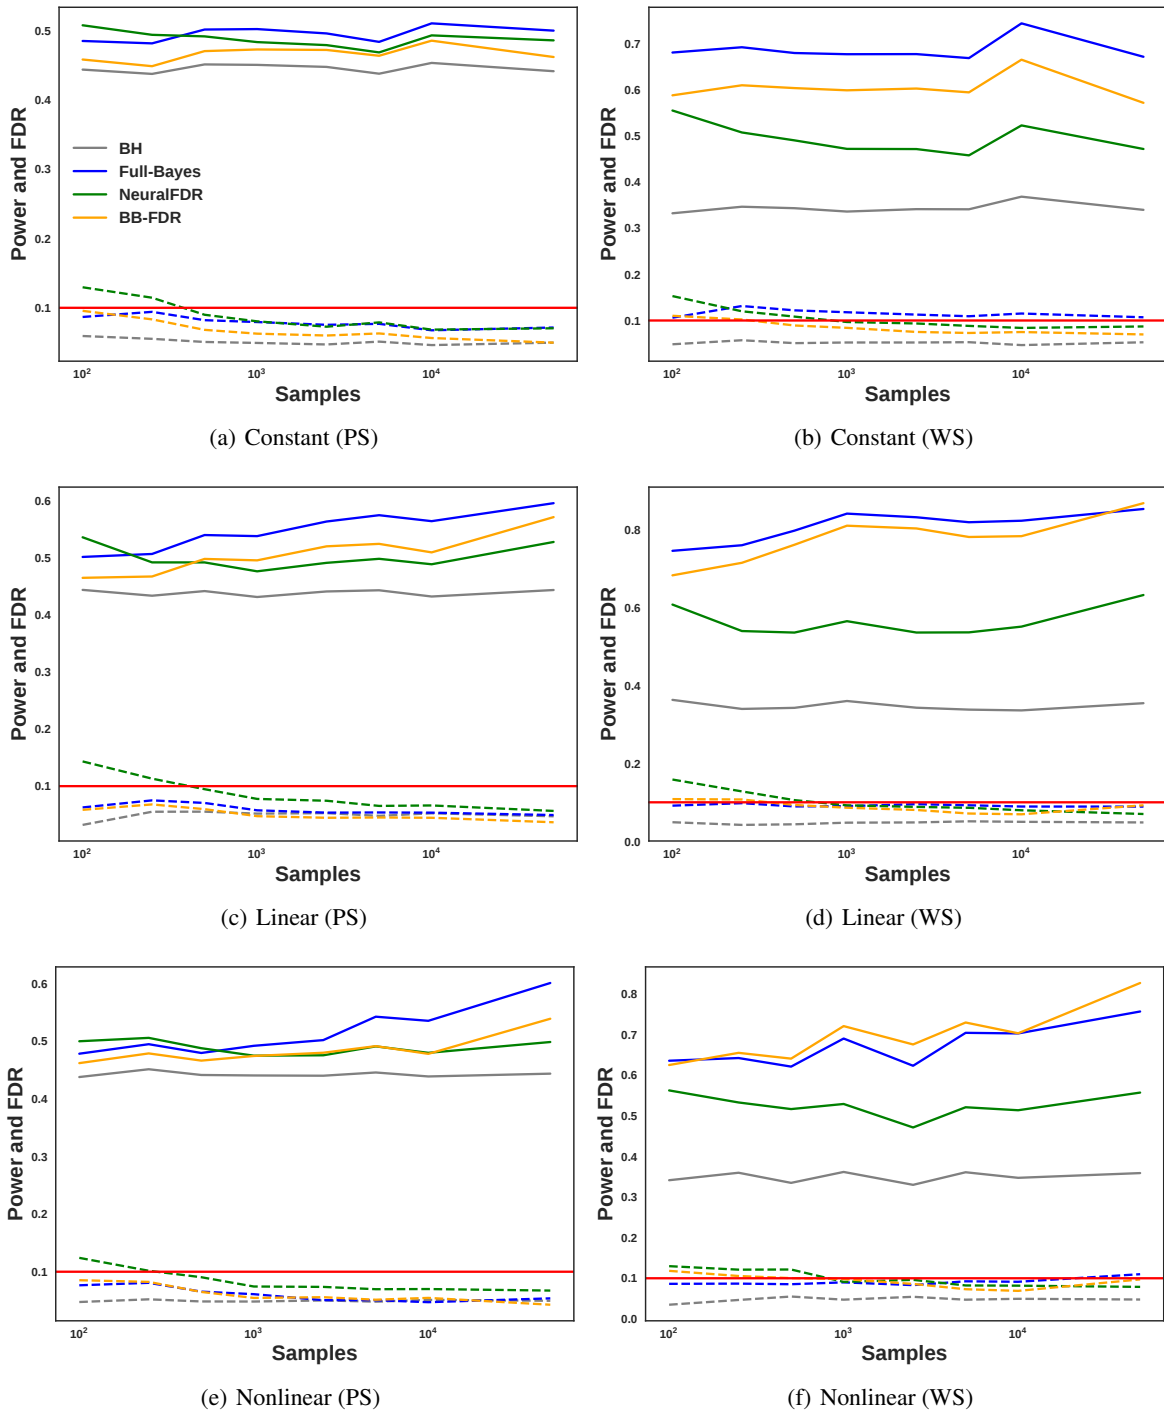 0.5
0.4
0.3
0.2
0.1
Power and FDR
BH
Full-Bayes
NeuralFDR
BB-FDR
10² 10³ 10⁴
Samples
(a) Constant (PS)
0.7
0.6
0.5
0.4
0.3
0.2
0.1
Power and FDR
10² 10³ 10⁴
Samples
(b) Constant (WS)
0.6
0.5
0.4
0.3
0.2
0.1
Power and FDR
10² 10³ 10⁴
Samples
(c) Linear (PS)
0.8
0.6
0.4
0.2
0.0
Power and FDR
10² 10³ 10⁴
Samples
(d) Linear (WS)
0.6
0.5
0.4
0.3
0.2
0.1
Power and FDR
10² 10³ 10⁴
Samples
(e) Nonlinear (PS)
0.8
0.7
0.6
0.5
0.4
0.3
0.2
0.1
0.0
Power and FDR
10² 10³ 10⁴
Samples
(f) Nonlinear (WS)